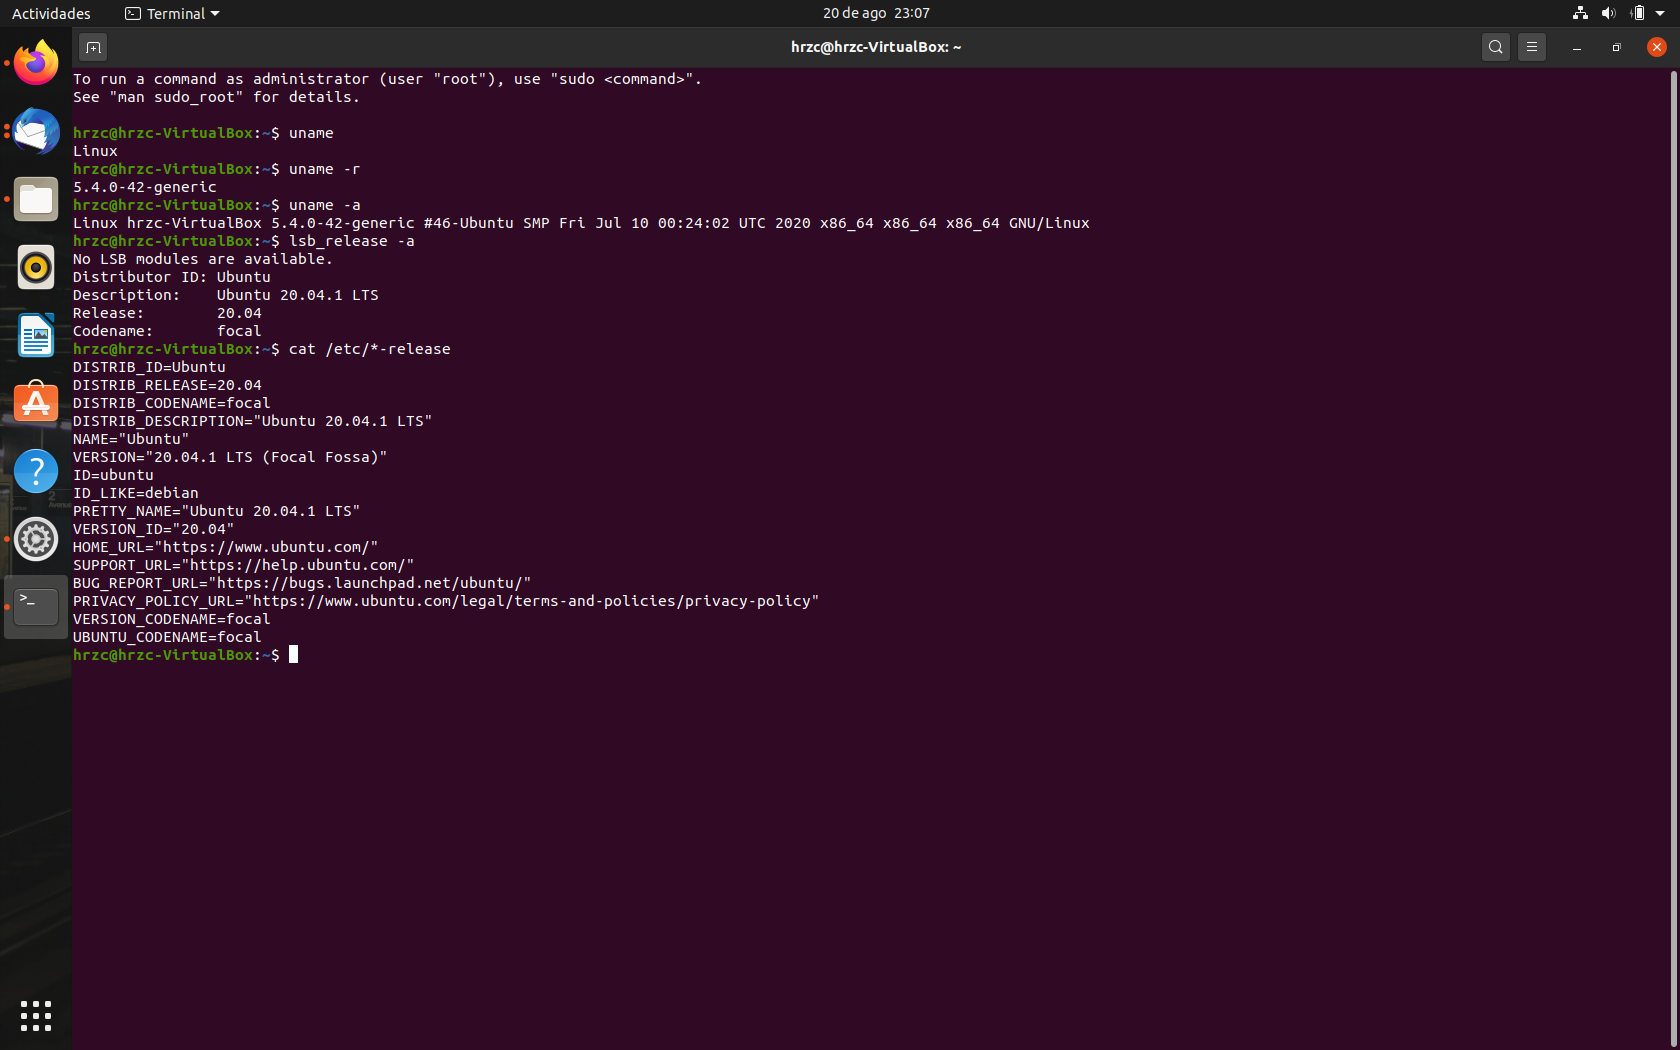 Actividades
Terminal
20 de ago 23:07
hrzc@hrzc-VirtualBox: ~
To run a command as administrator (user "root"), use "sudo <command>".
See "man sudo_root" for details.
hrzc@hrzc-VirtualBox:~$ uname
Linux
hrzc@hrzc-VirtualBox:~$ uname -r
5.4.0-42-generic
hrzc@hrzc-VirtualBox:~$ uname -a
Linux hrzc-VirtualBox 5.4.0-42-generic #46-Ubuntu SMP Fri Jul 10 00:24:02 UTC 2020 x86_64 x86_64 x86_64 GNU/Linux
hrzc@hrzc-VirtualBox:~$ lsb_release -a
No LSB modules are available.
Distributor ID: Ubuntu
Description:    Ubuntu 20.04.1 LTS
Release:        20.04
Codename:       focal
hrzc@hrzc-VirtualBox:~$ cat /etc/*-release
DISTRIB_ID=Ubuntu
DISTRIB_RELEASE=20.04
DISTRIB_CODENAME=focal
DISTRIB_DESCRIPTION="Ubuntu 20.04.1 LTS"
NAME="Ubuntu"
VERSION="20.04.1 LTS (Focal Fossa)"
ID=ubuntu
ID_LIKE=debian
PRETTY_NAME="Ubuntu 20.04.1 LTS"
VERSION_ID="20.04"
HOME_URL="https://www.ubuntu.com/"
SUPPORT_URL="https://help.ubuntu.com/"
BUG_REPORT_URL="https://bugs.launchpad.net/ubuntu/"
PRIVACY_POLICY_URL="https://www.ubuntu.com/legal/terms-and-policies/privacy-policy"
VERSION_CODENAME=focal
UBUNTU_CODENAME=focal
hrzc@hrzc-VirtualBox:~$